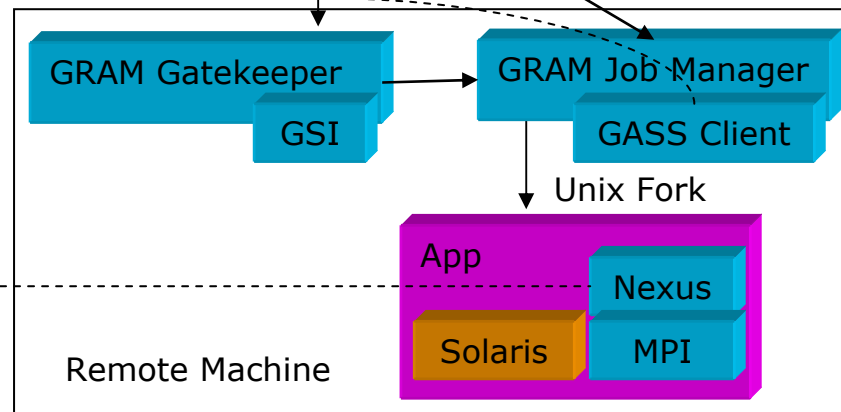 GRAM Gatekeeper
GRAM Job Manager
GSI
GASS Client
Unix Fork
App
Nexus
Solaris
MPI
Remote Machine